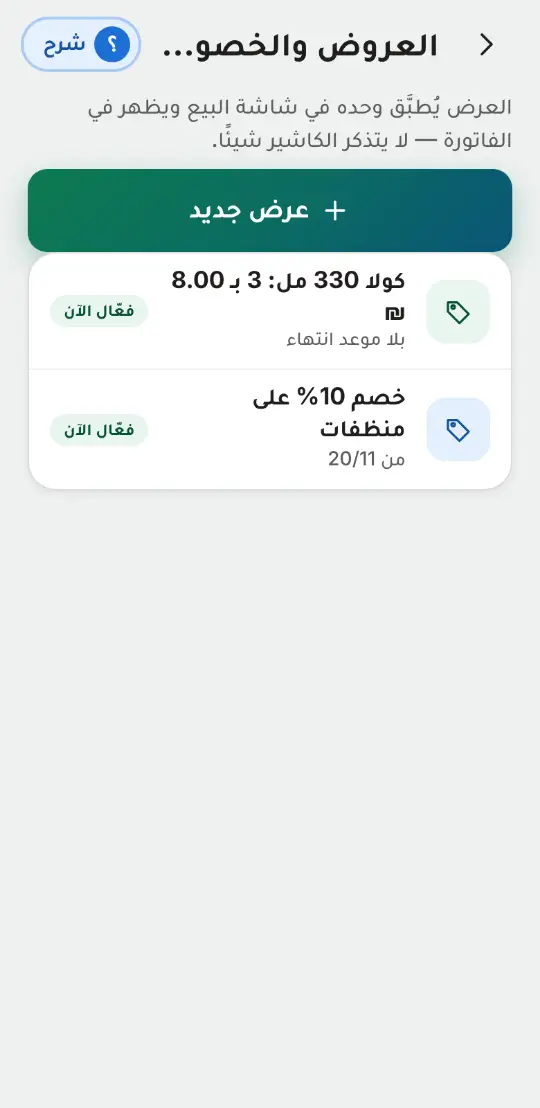 العروض والخصو...
؟ شرح
العرض يُطبَّق وحده في شاشة البيع ويظهر في
الفاتورة — لا يتذكر الكاشير شيئًا.
+ عرض جديد
كولا 330 مل: 3 بـ 8.00
₪
بلا موعد انتهاء
فعّال الآن
خصم 10% على
منظفات
من 20/11
فعّال الآن